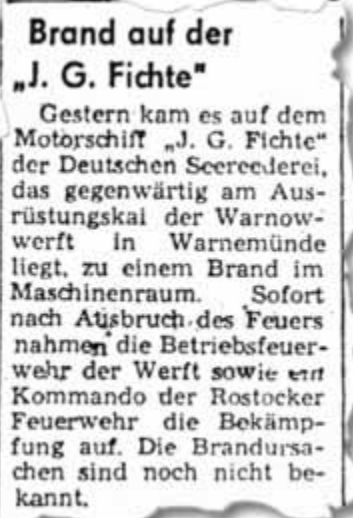 Brand auf der
„J. G. Fichte"
Gestern kam es auf dem
Motorschiff „J. G. Fichte"
der Deutschen Seereederei,
das gegenwärtig am Aus-
rüstungskai der Warnow-
werft in Warnemünde
liegt, zu einem Brand im
Maschinenraum. Sofort
nach Ausbruch des Feuers
nahmen die Betriebsfeuer-
wehr der Werft sowie ein
Kommando der Rostocker
Feuerwehr die Bekämp-
fung auf. Die Brandursa-
chen sind noch nicht be-
kannt.